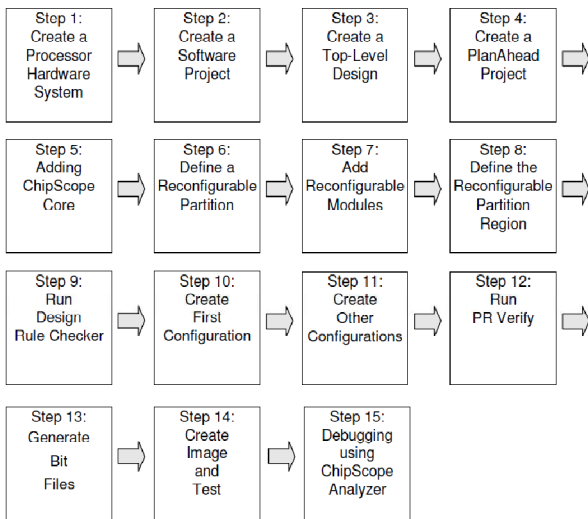 Step 1:
Create a
Processor
Hardware
System
Step 2:
Create a
Software
Project
Step 3:
Create a
Top-Level
Design
Step 4:
Create a
PlanAhead
Project
Step 5:
Adding
ChipScope
Core
Step 6:
Define a
Reconfigurable
Partition
Step 7:
Add
Reconfigurable
Modules
Step 8:
Define the
Reconfigurable
Partition
Region
Step 9:
Run
Design
Rule Checker
Step 10:
Create
First
Configuration
Step 11:
Create
Other
Configurations
Step 12:
Run
PR Verify
Step 13:
Generate
Bit
Files
Step 14:
Create
Image
and
Test
Step 15:
Debugging
using
ChipScope
Analyzer